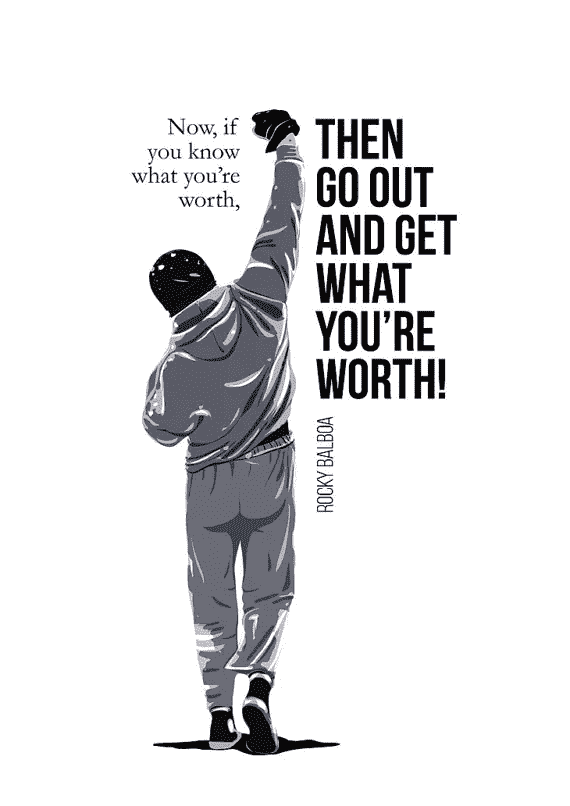 Now, if
you know
what you're
worth,
THEN
GO OUT
AND GET
WHAT
YOU'RE
WORTH!
ROCKY BALBOA